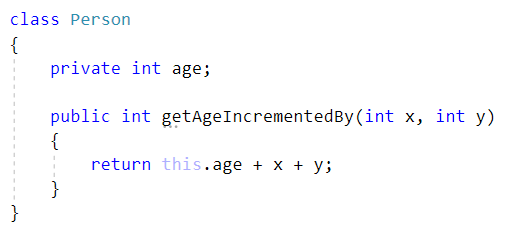 class Person
{
    private int age;

    public int getAgeIncrementedBy(int x, int y)
    {
        return this.age + x + y;
    }
}